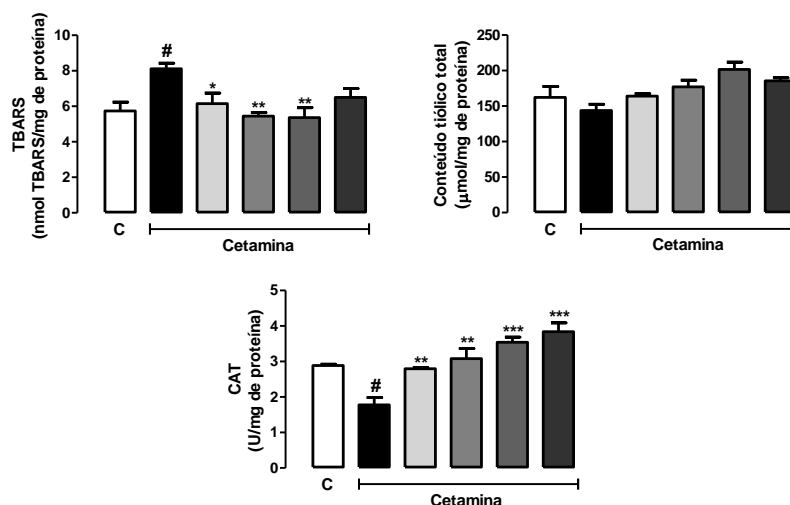 TBARS
(nmol TBARS/mg de proteína)
10
8
6
4
2
0
#
*
**
**
C
Cetamina
Conteúdo tiólico total
(μmol/mg de proteína)
250
200
150
100
50
0
C
Cetamina
CAT
(U/mg de proteína)
5
4
3
2
1
0
#
**
**
***
***
C
Cetamina